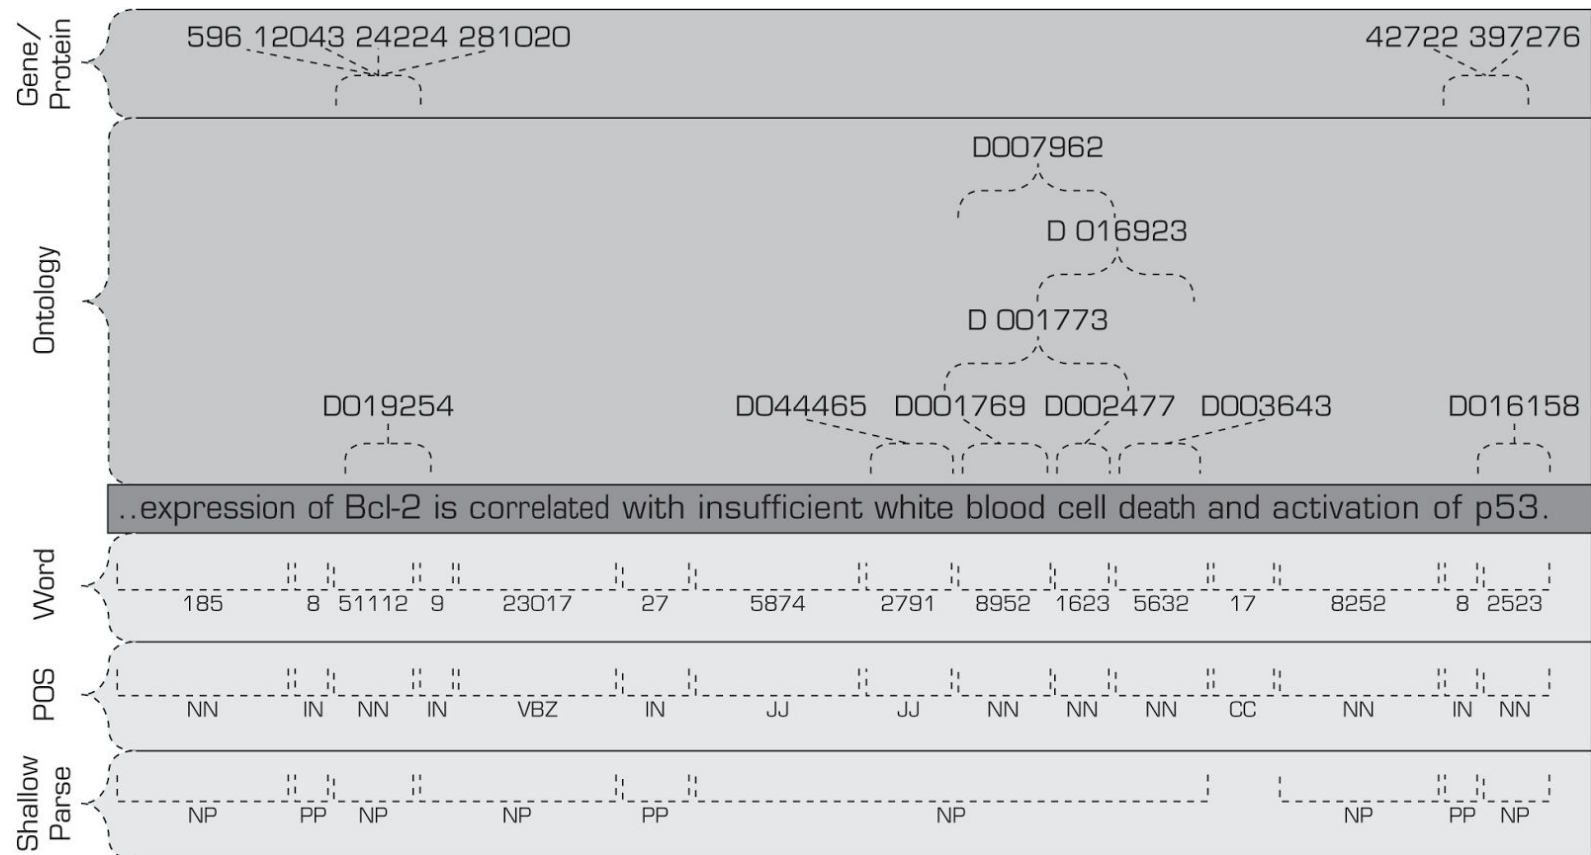 Gene/
Protein
596 12043 24224 281020
42722 397276
Ontology
D007962
D 016923
D 001773
D019254
D044465 D001769 D002477 D003643
D016158
..expression of Bcl-2 is correlated with insufficient white blood cell death and activation of p53.
Word
185 8 51112 9 23017 27 5874 2791 8952 1623 5632 17 8252 8 2523
POS
NN IN NN IN VBZ IN JJ JJ NN NN NN CC NN IN NN
Shallow
Parse
NP PP NP NP PP NP NP PP NP